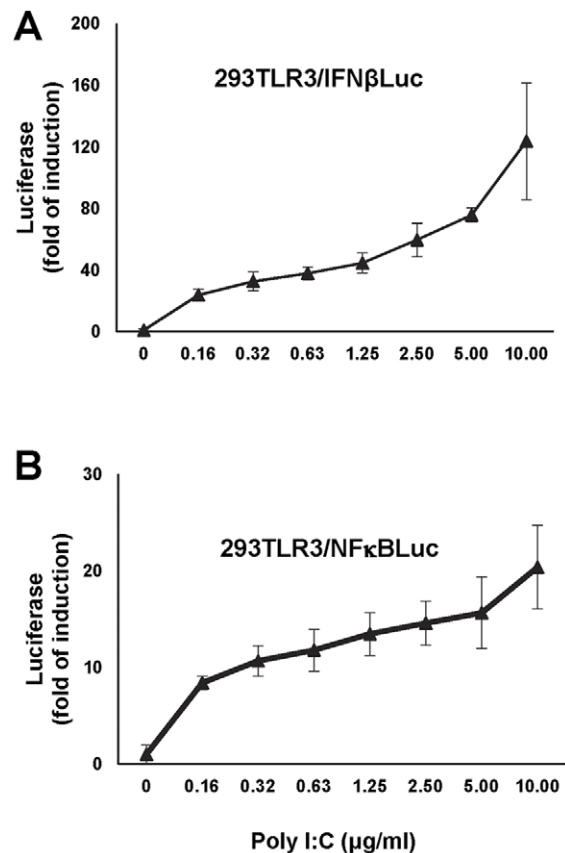 A
200
293TLR3/IFNβLuc
160
120
80
40
0
Luciferase
(fold of induction)
0 0.16 0.32 0.63 1.25 2.50 5.00 10.00
B
30
293TLR3/NFκBLuc
20
10
0
Luciferase
(fold of induction)
0 0.16 0.32 0.63 1.25 2.50 5.00 10.00
Poly I:C (μg/ml)